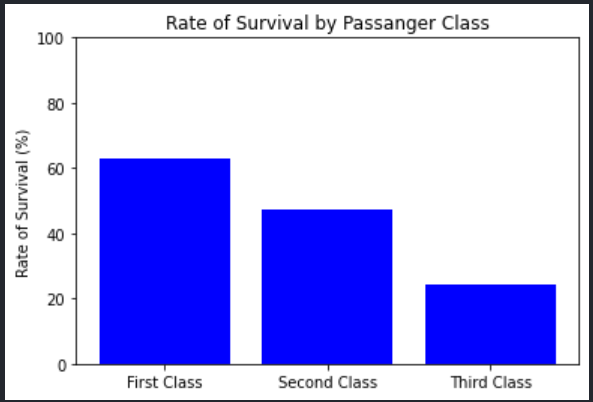 Rate of Survival by Passanger Class
100
80
60
40
20
0
Rate of Survival (%)
First Class Second Class Third Class